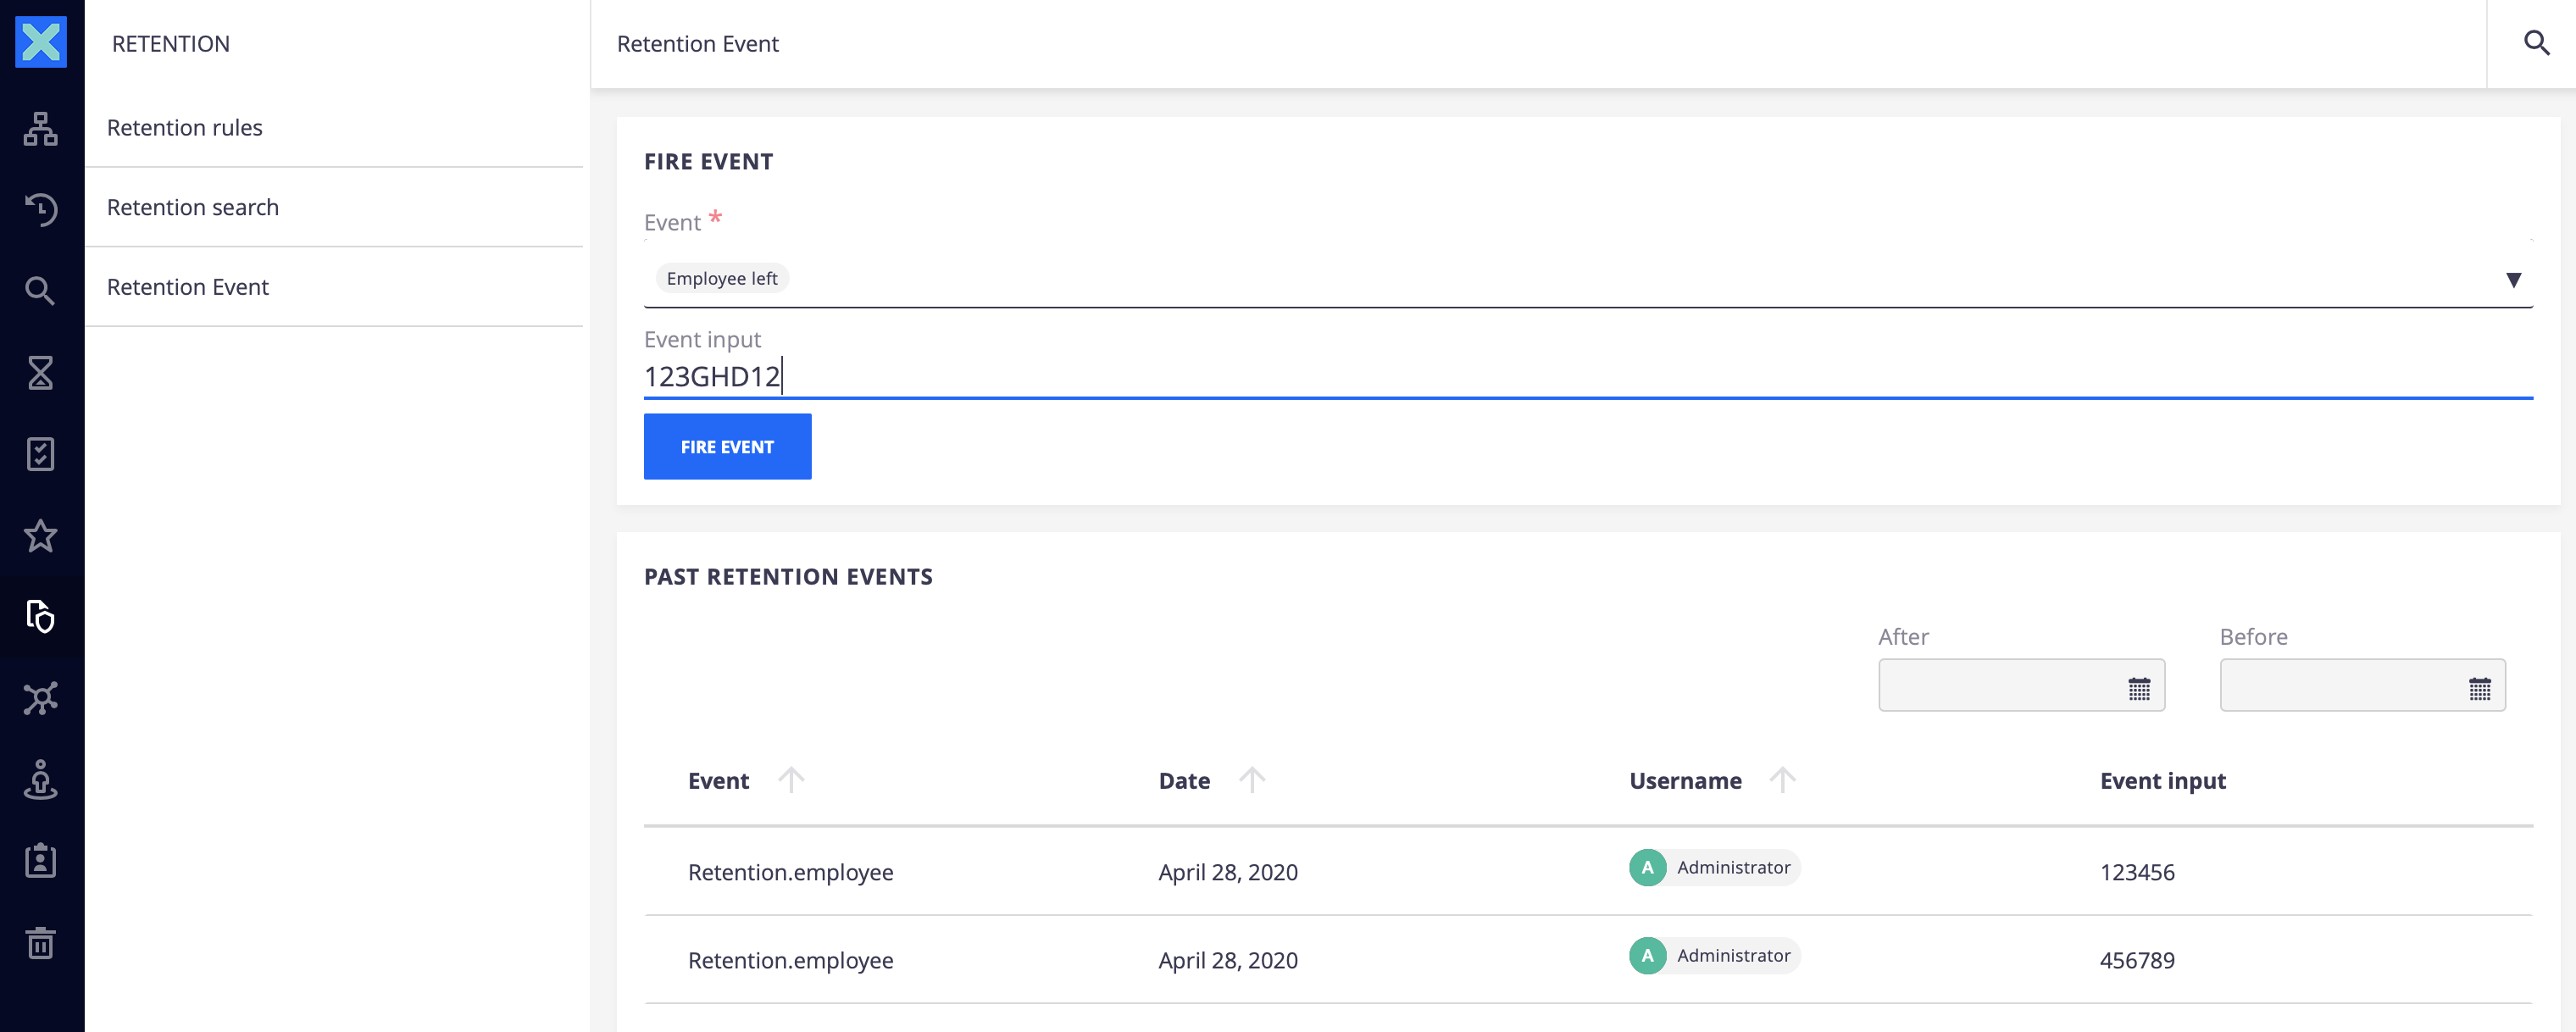 RETENTION
Retention rules
Retention search
Retention Event
Retention Event
FIRE EVENT
Event *
Employee left
Event input
123GHD12
FIRE EVENT
PAST RETENTION EVENTS
After Before
Event Date Username Event input
Retention.employee April 28, 2020 A Administrator 123456
Retention.employee April 28, 2020 A Administrator 456789